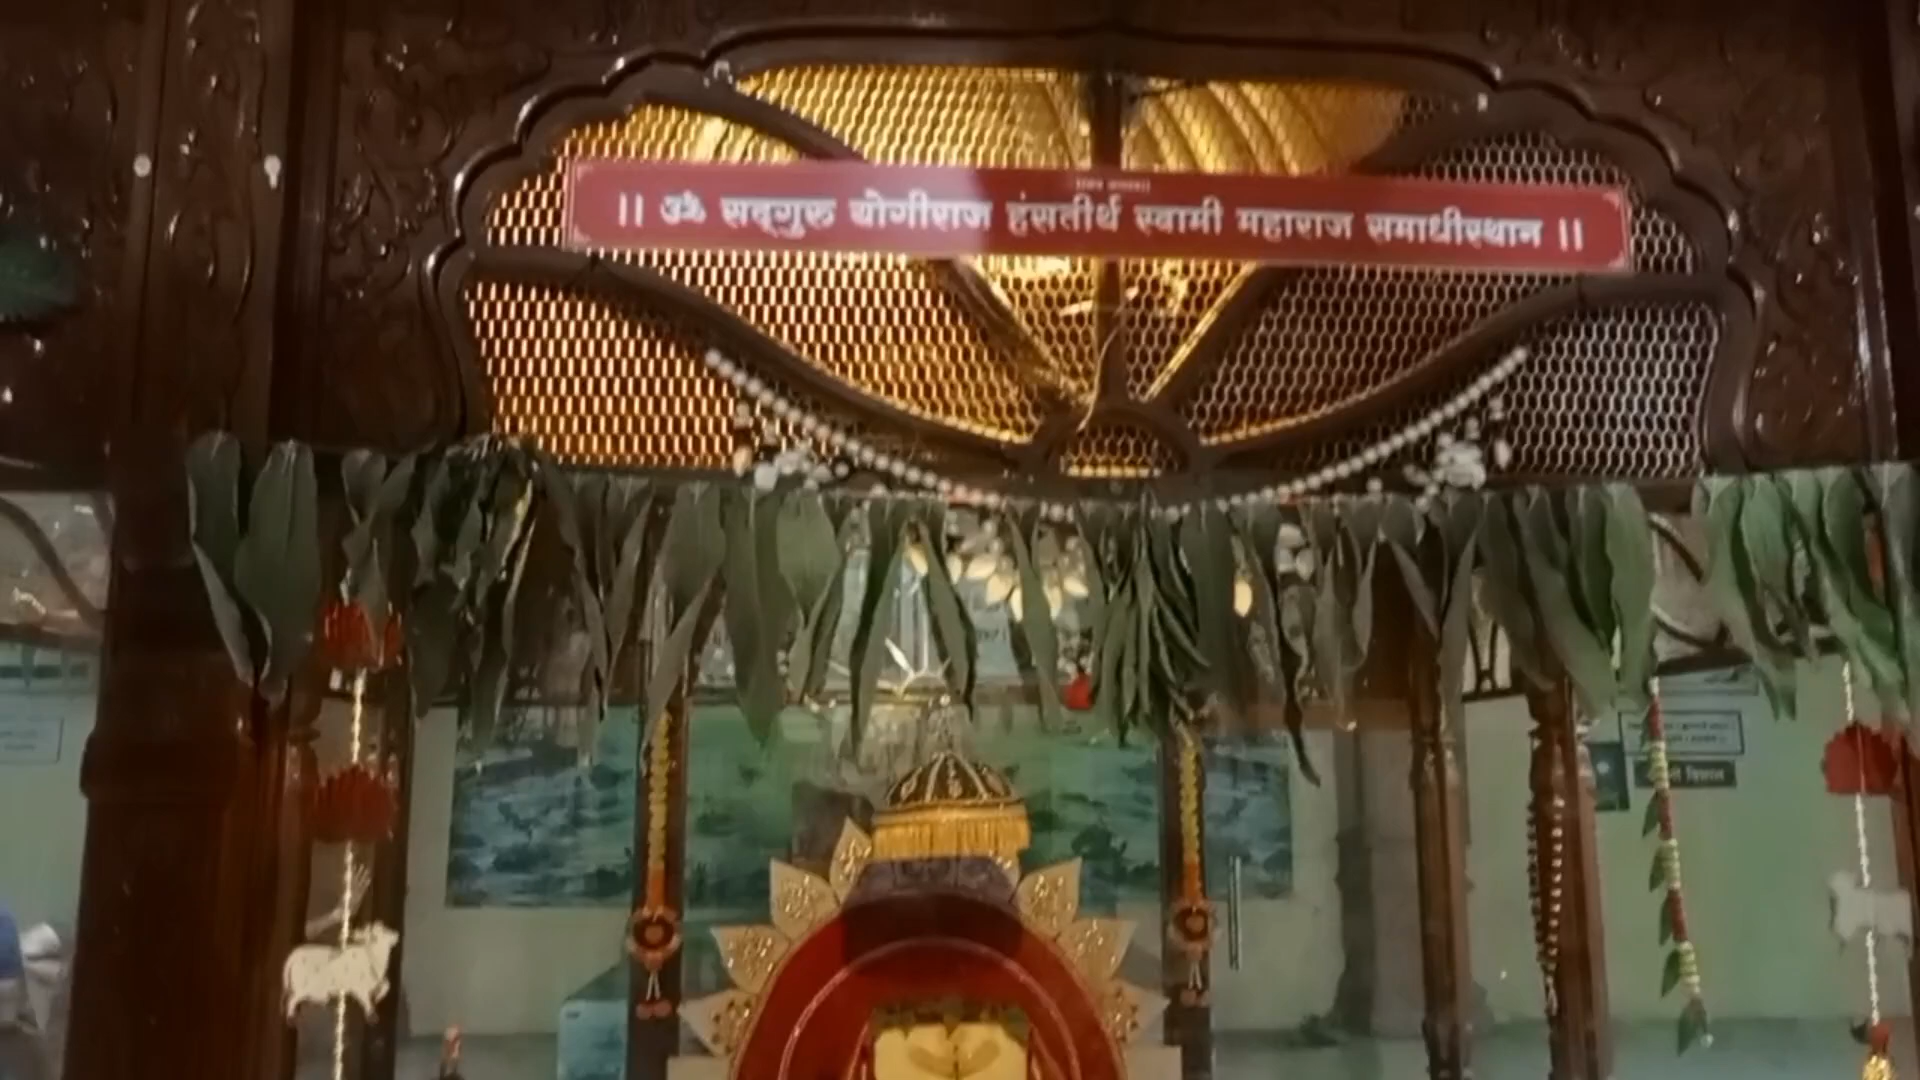 || ॐ सद्‌गुरु योगीराज हंसतीर्थ स्वामी महाराज समाधीस्थान ||